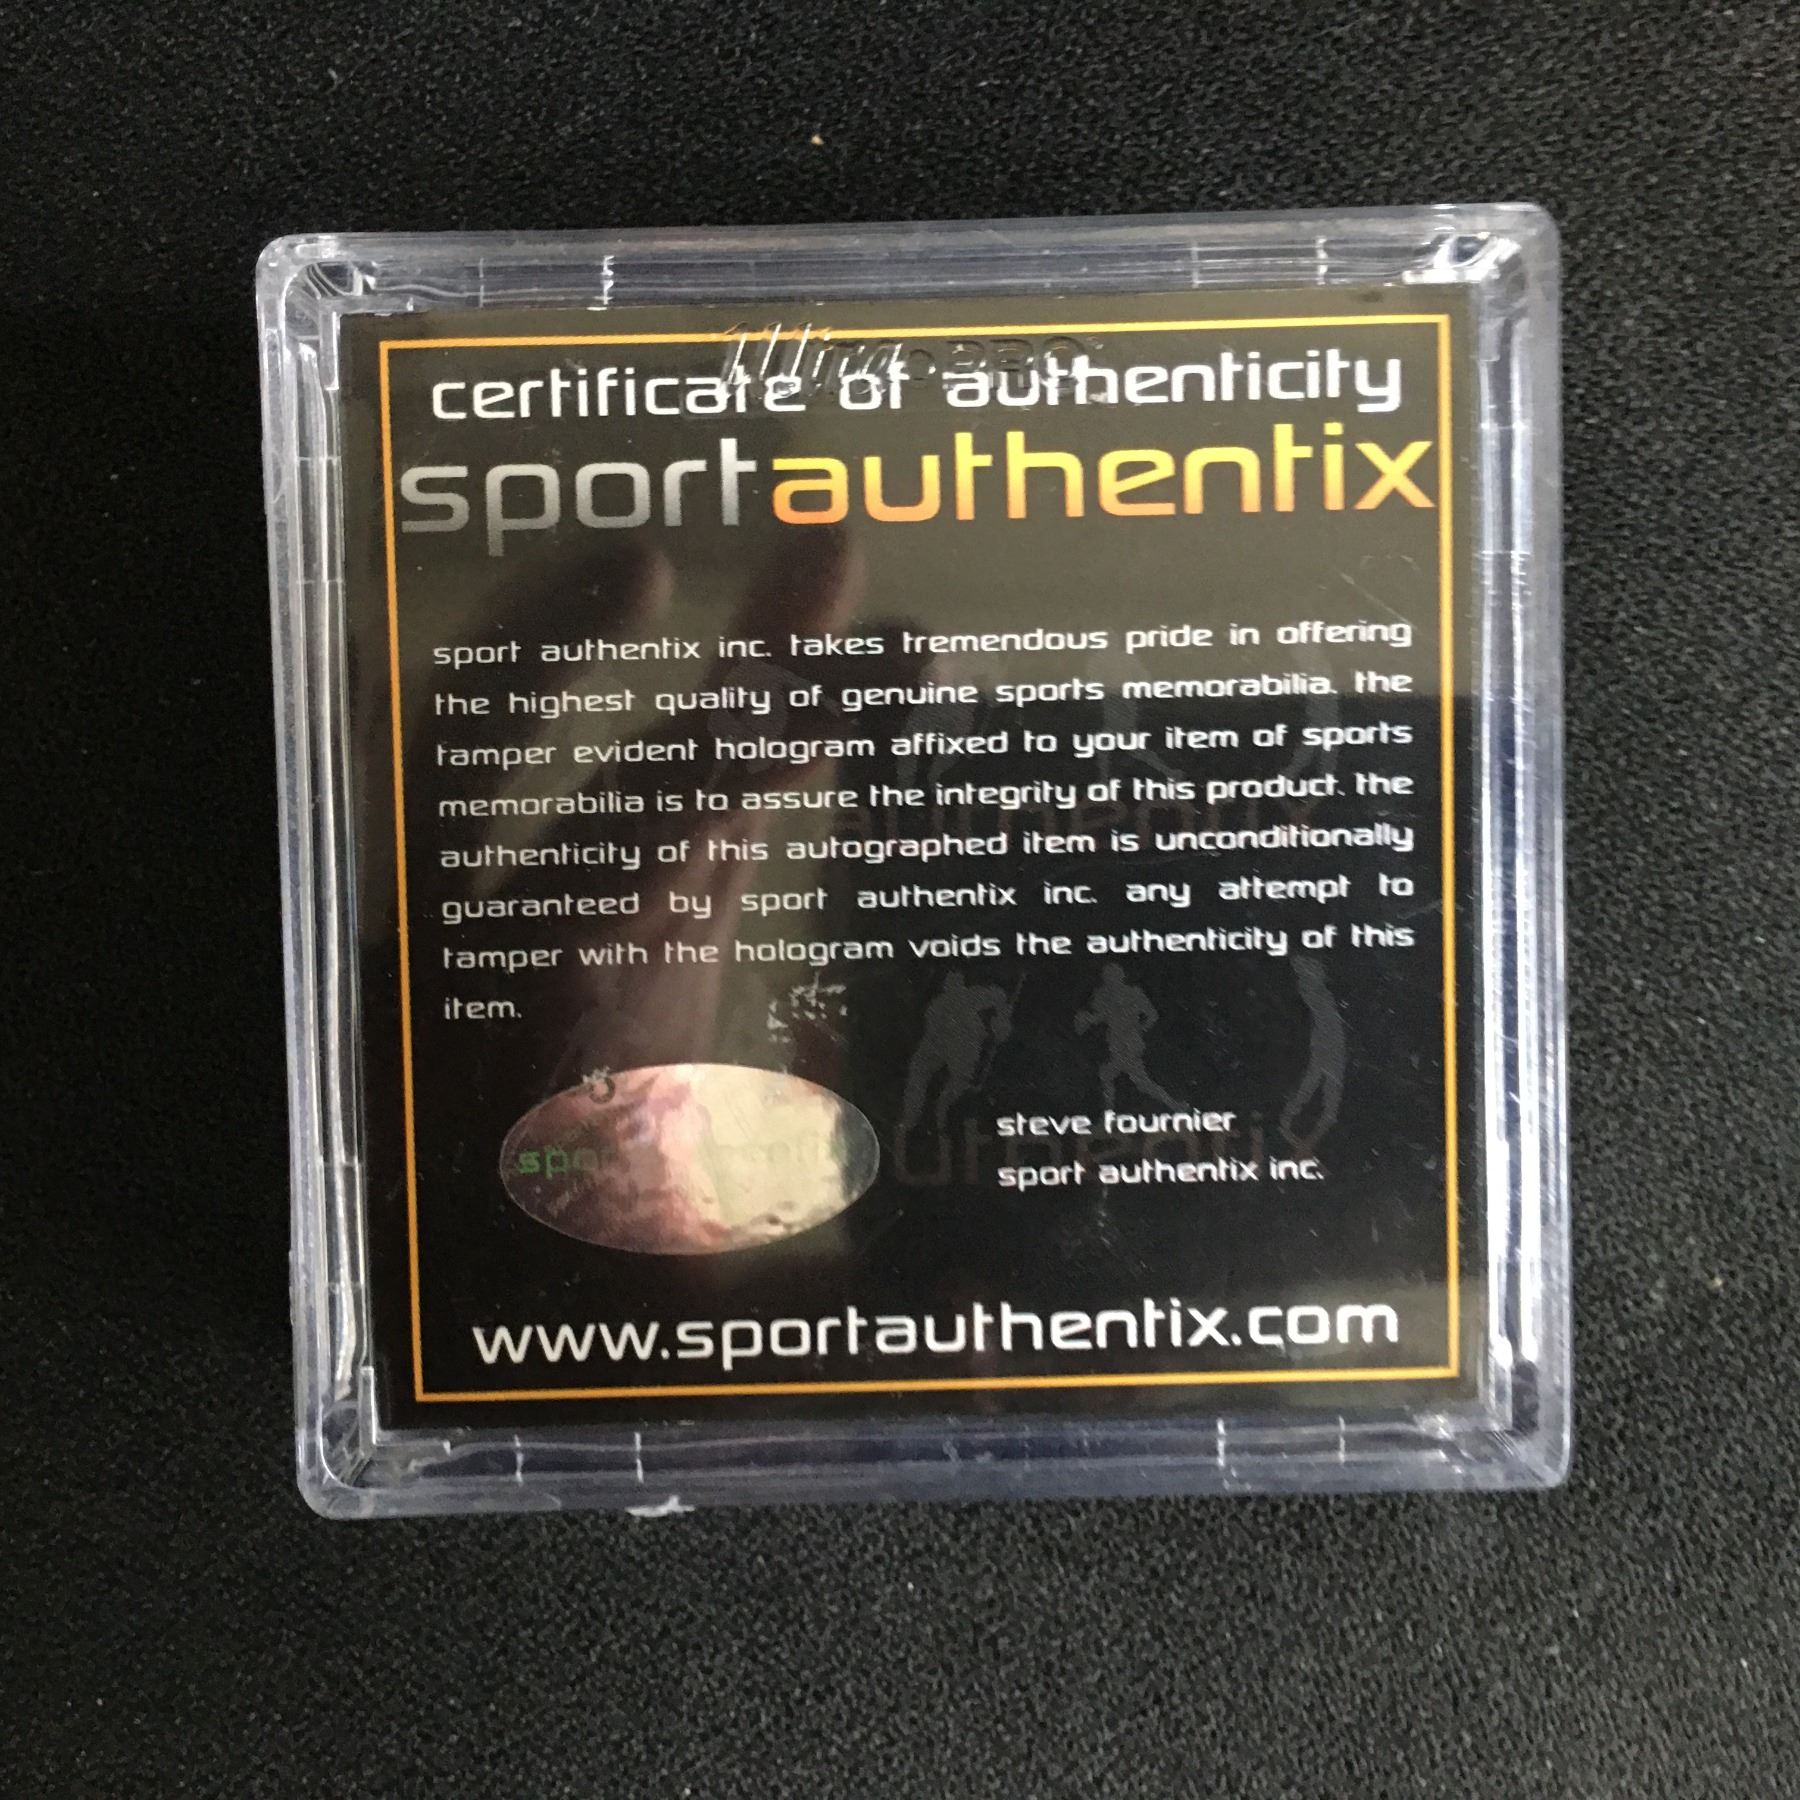 certificate of authenticity
sportauthentix
sport authentix inc. takes tremendous pride in offering
the highest quality of genuine sports memorabilia. the
tamper evident hologram affixed to your item of sports
memorabilia is to assure the integrity of this product. the
authenticity of this autographed item is unconditionally
guaranteed by sport authentix inc. any attempt to
tamper with the hologram voids the authenticity of this
item.
steve fournier
sport authentix inc.
www.sportauthentix.com